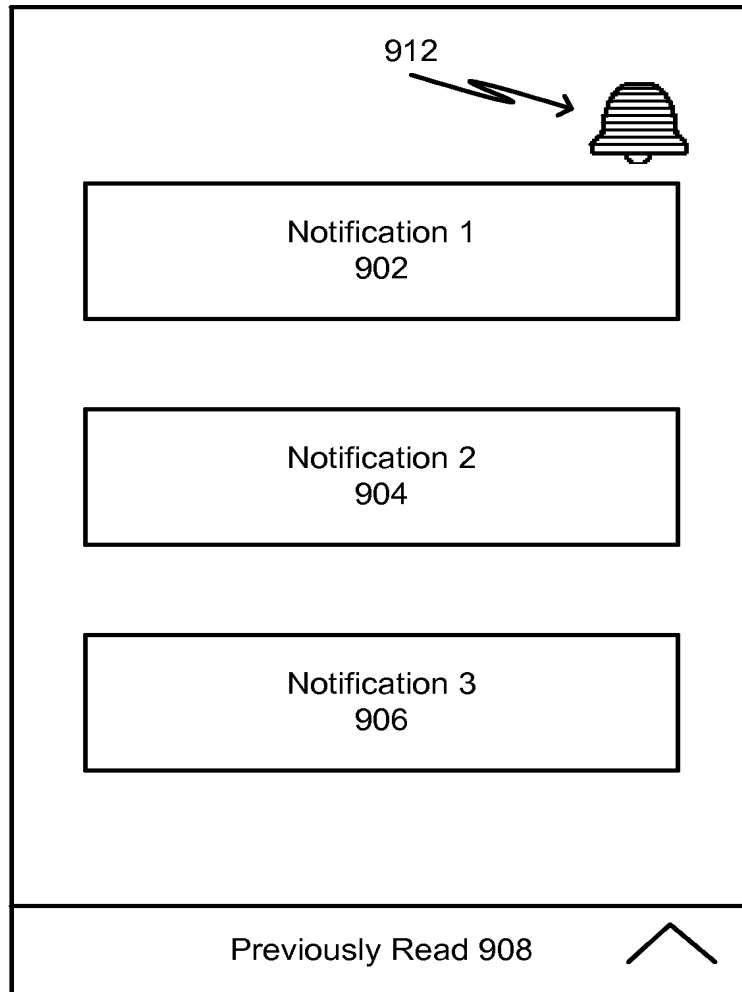 912
Notification 1
902
Notification 2
904
Notification 3
906
Previously Read 908